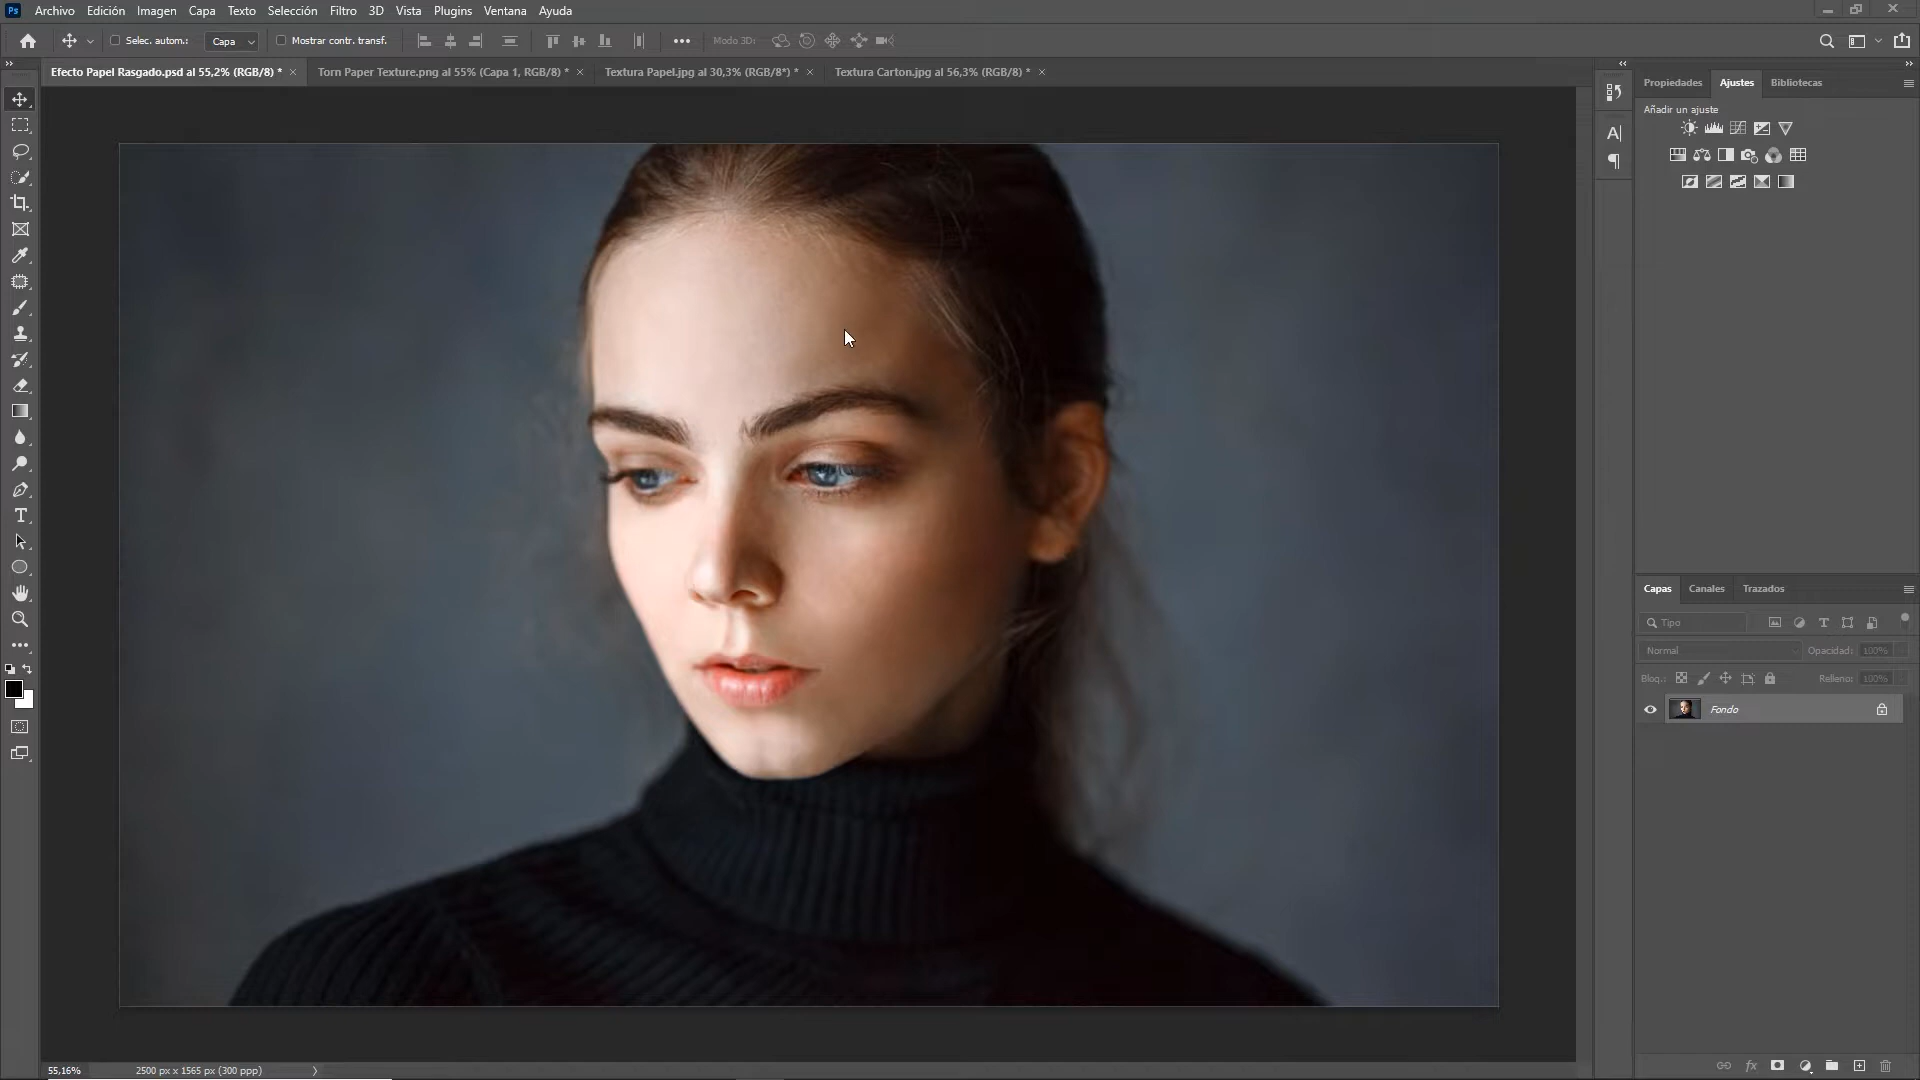 Ps Archivo Edición Imagen Capa Texto Selección Filtro 3D Vista Plugins Ventana Ayuda
Selec. autom.: Capa Mostrar contr. transf. Modo 3D:
Efecto Papel Rasgado.psd al 55,2% (RGB/8) * × Torn Paper Texture.png al 55% (Capa 1, RGB/8) * × Textura Papel.jpg al 30,3% (RGB/8*) * × Textura Carton.jpg al 56,3% (RGB/8) * ×
Propiedades Ajustes Bibliotecas
Añadir un ajuste
Capas Canales Trazados
Tipo
Normal Opacidad: 100%
Bloq.: Relleno: 100%
Fondo
55,16% 2500 px x 1565 px (300 ppp)